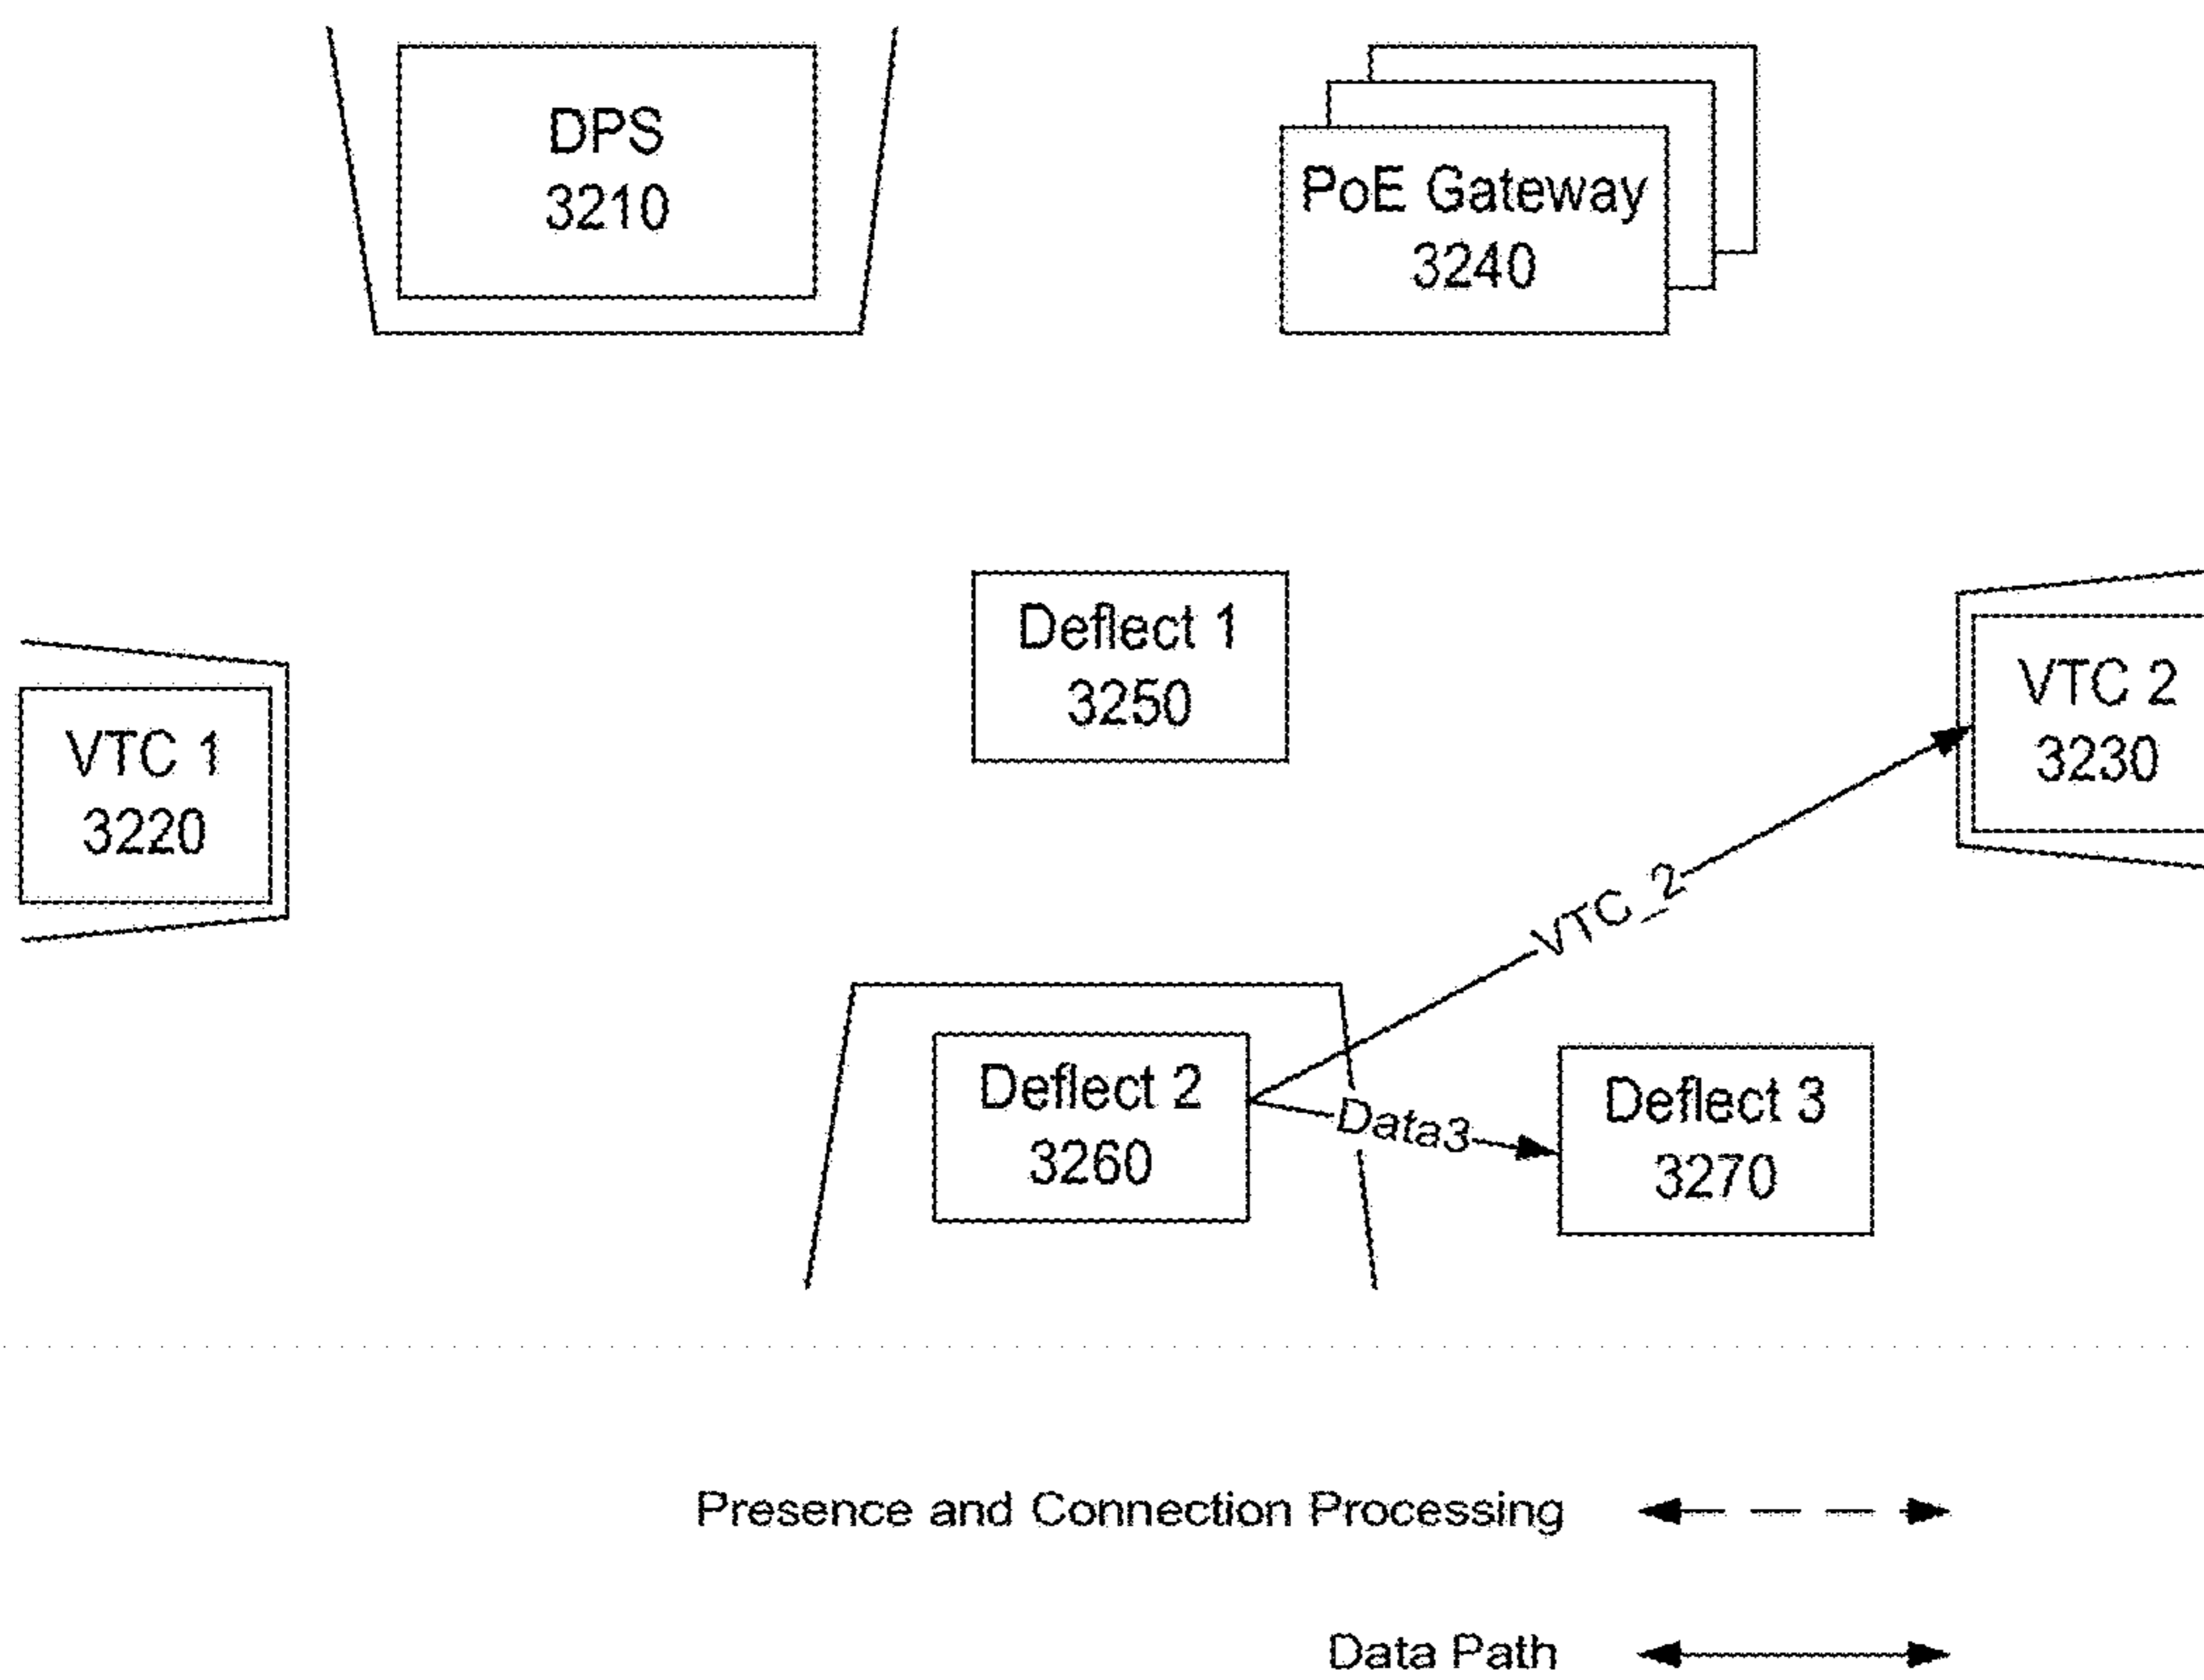 DPS
3210
PoE Gateway
3240
Deflect 1
3250
VTC 1
3220
VTC 2
3230
VTC_2
Deflect 2
3260
Data3
Deflect 3
3270
Presence and Connection Processing
Data Path